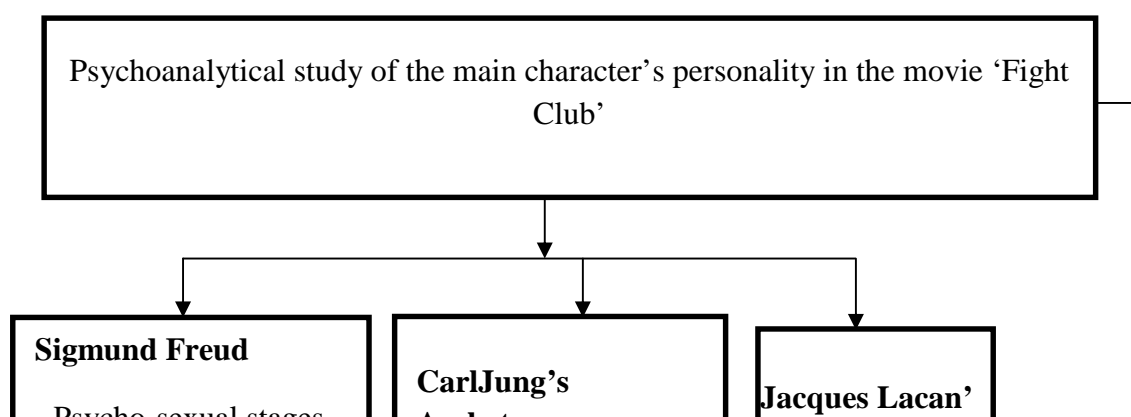 Psychoanalytical study of the main character’s personality in the movie ‘Fight
Club’
Sigmund Freud
Psycho-sexual stages
CarlJung’s
Jacques Lacan’